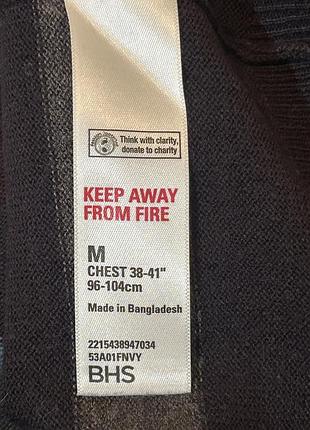 Think with clarity,
donate to charity
KEEP AWAY
FROM FIRE
M
CHEST 38-41"
96-104cm
Made in Bangladesh
2215438947034
53A01FNVY
BHS